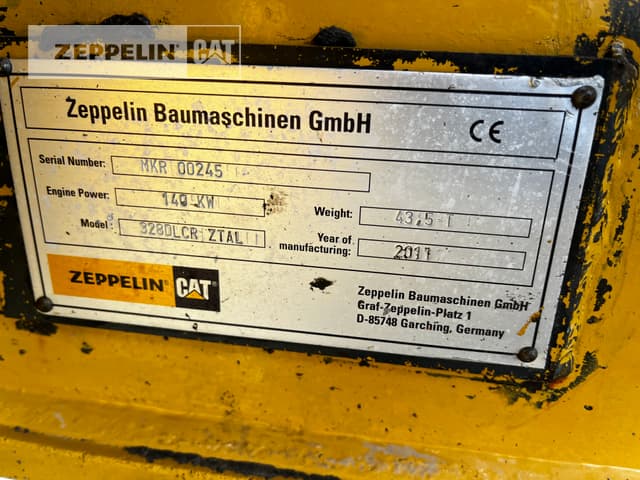 ZEPPELIN CAT
Zeppelin Baumaschinen GmbH
CE
Serial Number: MKR 00245
Engine Power: 140 KW
Weight: 43,5 T
Model: 328DLCR ZTAL
Year of manufacturing: 2011
ZEPPELIN CAT
Zeppelin Baumaschinen GmbH
Graf-Zeppelin-Platz 1
D-85748 Garching, Germany